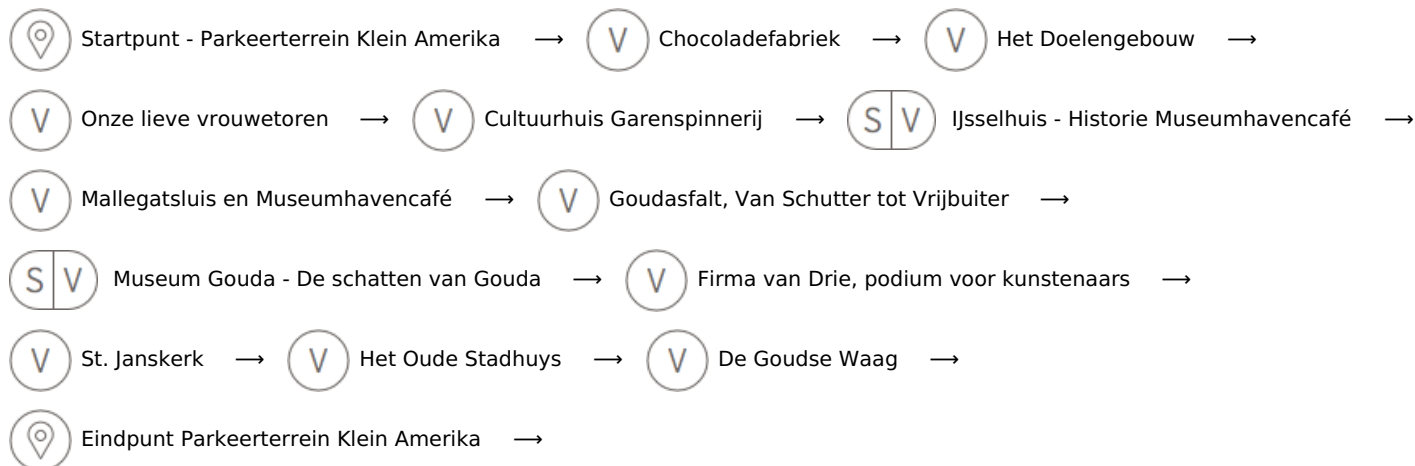 Startpunt - Parkeerterrein Klein Amerika → V Chocoladefabriek → V Het Doelengebouw →
V Onze lieve vrouwetoren → V Cultuurhuis Garenspinnerij → S V IJsselhuis - Historie Museumhavencafé →
V Mallegatsluis en Museumhavencafé → V Goudasfalt, Van Schutter tot Vrijbuiter →
S V Museum Gouda - De schatten van Gouda → V Firma van Drie, podium voor kunstenaars →
V St. Janskerk → V Het Oude Stadhuys → V De Goudse Waag →
Eindpunt Parkeerterrein Klein Amerika →